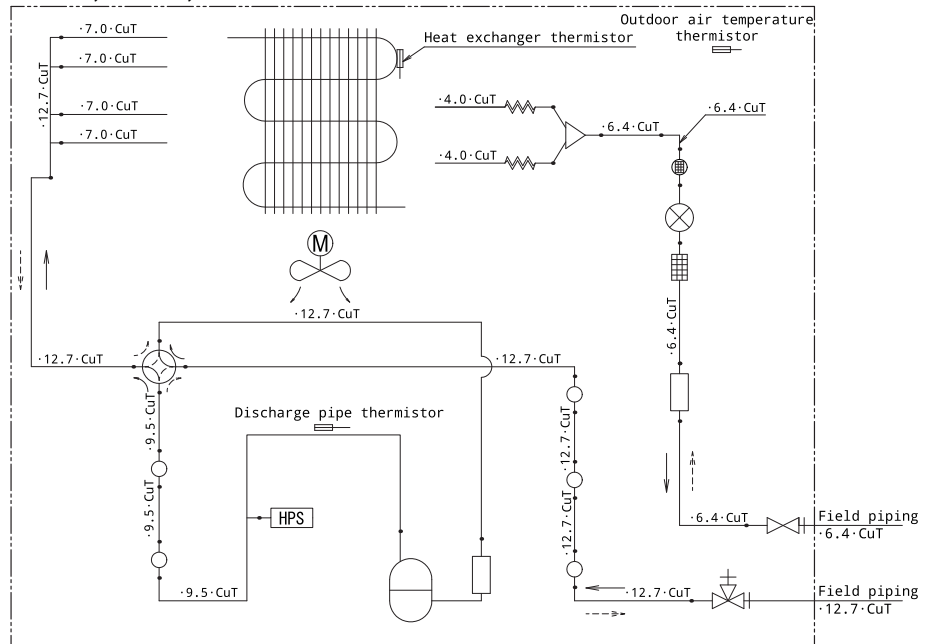 Outdoor air temperature
thermistor
·7.0·CuT
·7.0·CuT
·7.0·CuT
·7.0·CuT
·12.7·CuT
Heat exchanger thermistor
·4.0·CuT
·4.0·CuT
·6.4·CuT
·6.4·CuT
M
·12.7·CuT
·6.4·CuT
·12.7·CuT
·12.7·CuT
Discharge pipe thermistor
·9.5·CuT
·9.5·CuT
·12.7·CuT
·12.7·CuT
HPS
·9.5·CuT
·6.4·CuT
Field piping
·6.4·CuT
·12.7·CuT
Field piping
·12.7·CuT